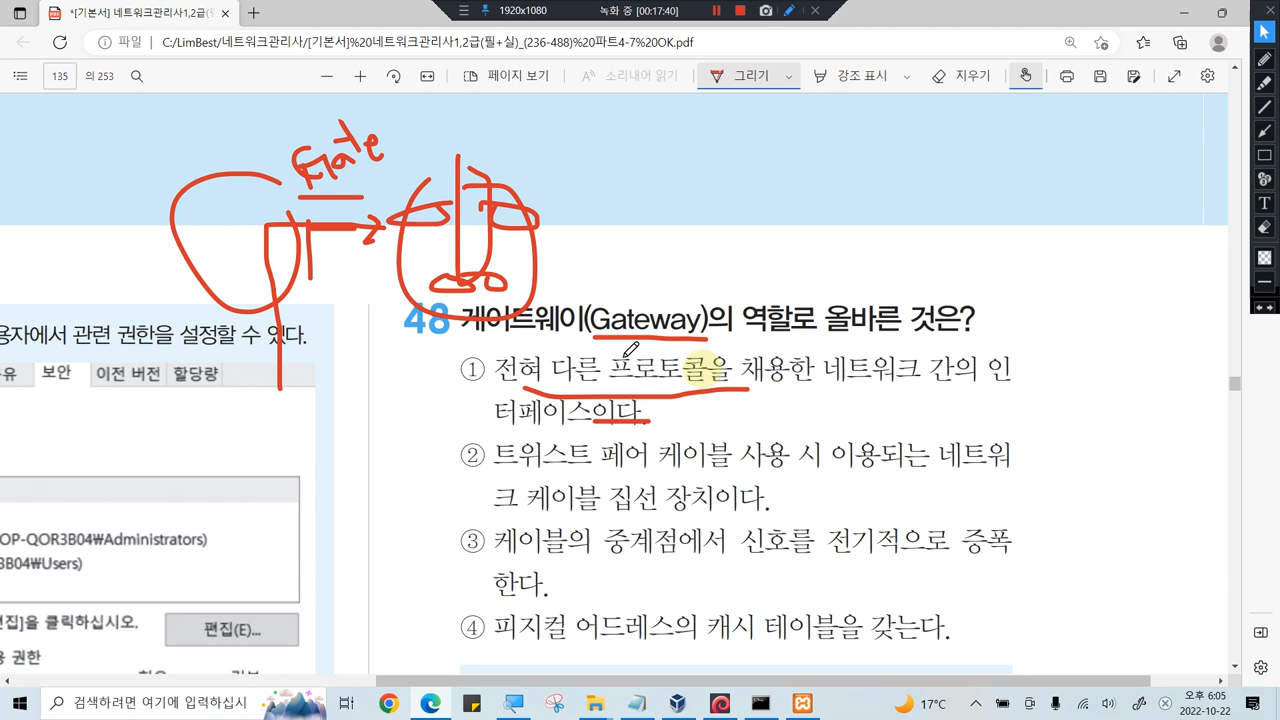 *[기본서] 네트워크관리사1,2급(필
1920x1080
녹화 중 [00:17:40]
파일
C:/LimBest/네트워크관리사/[기본서]%20네트워크관리사1,2급(필+실)_(236-488)%20파트4-7%20OK.pdf
135
의 253
페이지 보기
소리내어 읽기
그리기
강조 표시
지우기
Gate
용자에서 관련 권한을 설정할 수 있다.
유
보안
이전 버전
할당량
OP-QOR3B04₩Administrators)
3B04₩Users)
집]을 클릭하십시오.
편집(E)...
용 권한
48 게이트웨이(Gateway)의 역할로 올바른 것은?
① 전혀 다른 프로토콜을 채용한 네트워크 간의 인
터페이스이다.
② 트위스트 페어 케이블 사용 시 이용되는 네트워
크 케이블 집선 장치이다.
③ 케이블의 중계점에서 신호를 전기적으로 증폭
한다.
④ 피지컬 어드레스의 캐시 테이블을 갖는다.
검색하려면 여기에 입력하십시
17°C
오후 6:05
2022-10-22